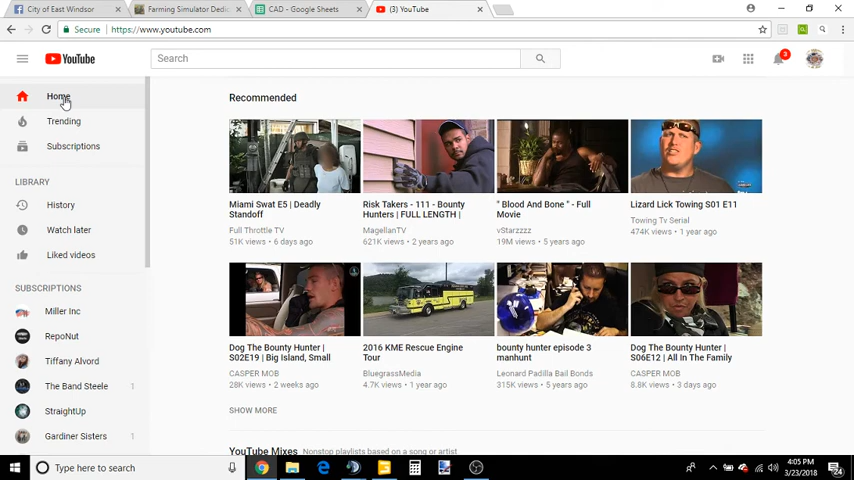 City of East Windsor
Farming Simulator Dedic
CAD - Google Sheets
(3) YouTube
Secure
https://www.youtube.com
YouTube
Search
3
Home
Trending
Subscriptions
LIBRARY
History
Watch later
Liked videos
SUBSCRIPTIONS
Miller Inc
RepoNut
Tiffany Alvord
The Band Steele 1
StraightUp
Gardiner Sisters 1
Recommended
Miami Swat E5 | Deadly
Standoff
Full Throttle TV
51K views • 6 days ago
Risk Takers - 111 - Bounty
Hunters | FULL LENGTH |
MagellanTV
621K views • 2 years ago
" Blood And Bone " - Full
Movie
vStarzzzz
19M views • 5 years ago
Lizard Lick Towing S01 E11
Towing Tv Serial
474K views • 1 year ago
Dog The Bounty Hunter |
S02E19 | Big Island, Small
CASPER MOB
28K views • 2 weeks ago
2016 KME Rescue Engine
Tour
BluegrassMedia
4.7K views • 1 year ago
bounty hunter episode 3
manhunt
Leonard Padilla Bail Bonds
315K views • 5 years ago
Dog The Bounty Hunter |
S06E12 | All In The Family
CASPER MOB
8.8K views • 3 days ago
SHOW MORE
YouTube Mixes Nonstop playlists based on a song or artist
Type here to search
4:05 PM
3/23/2018
24